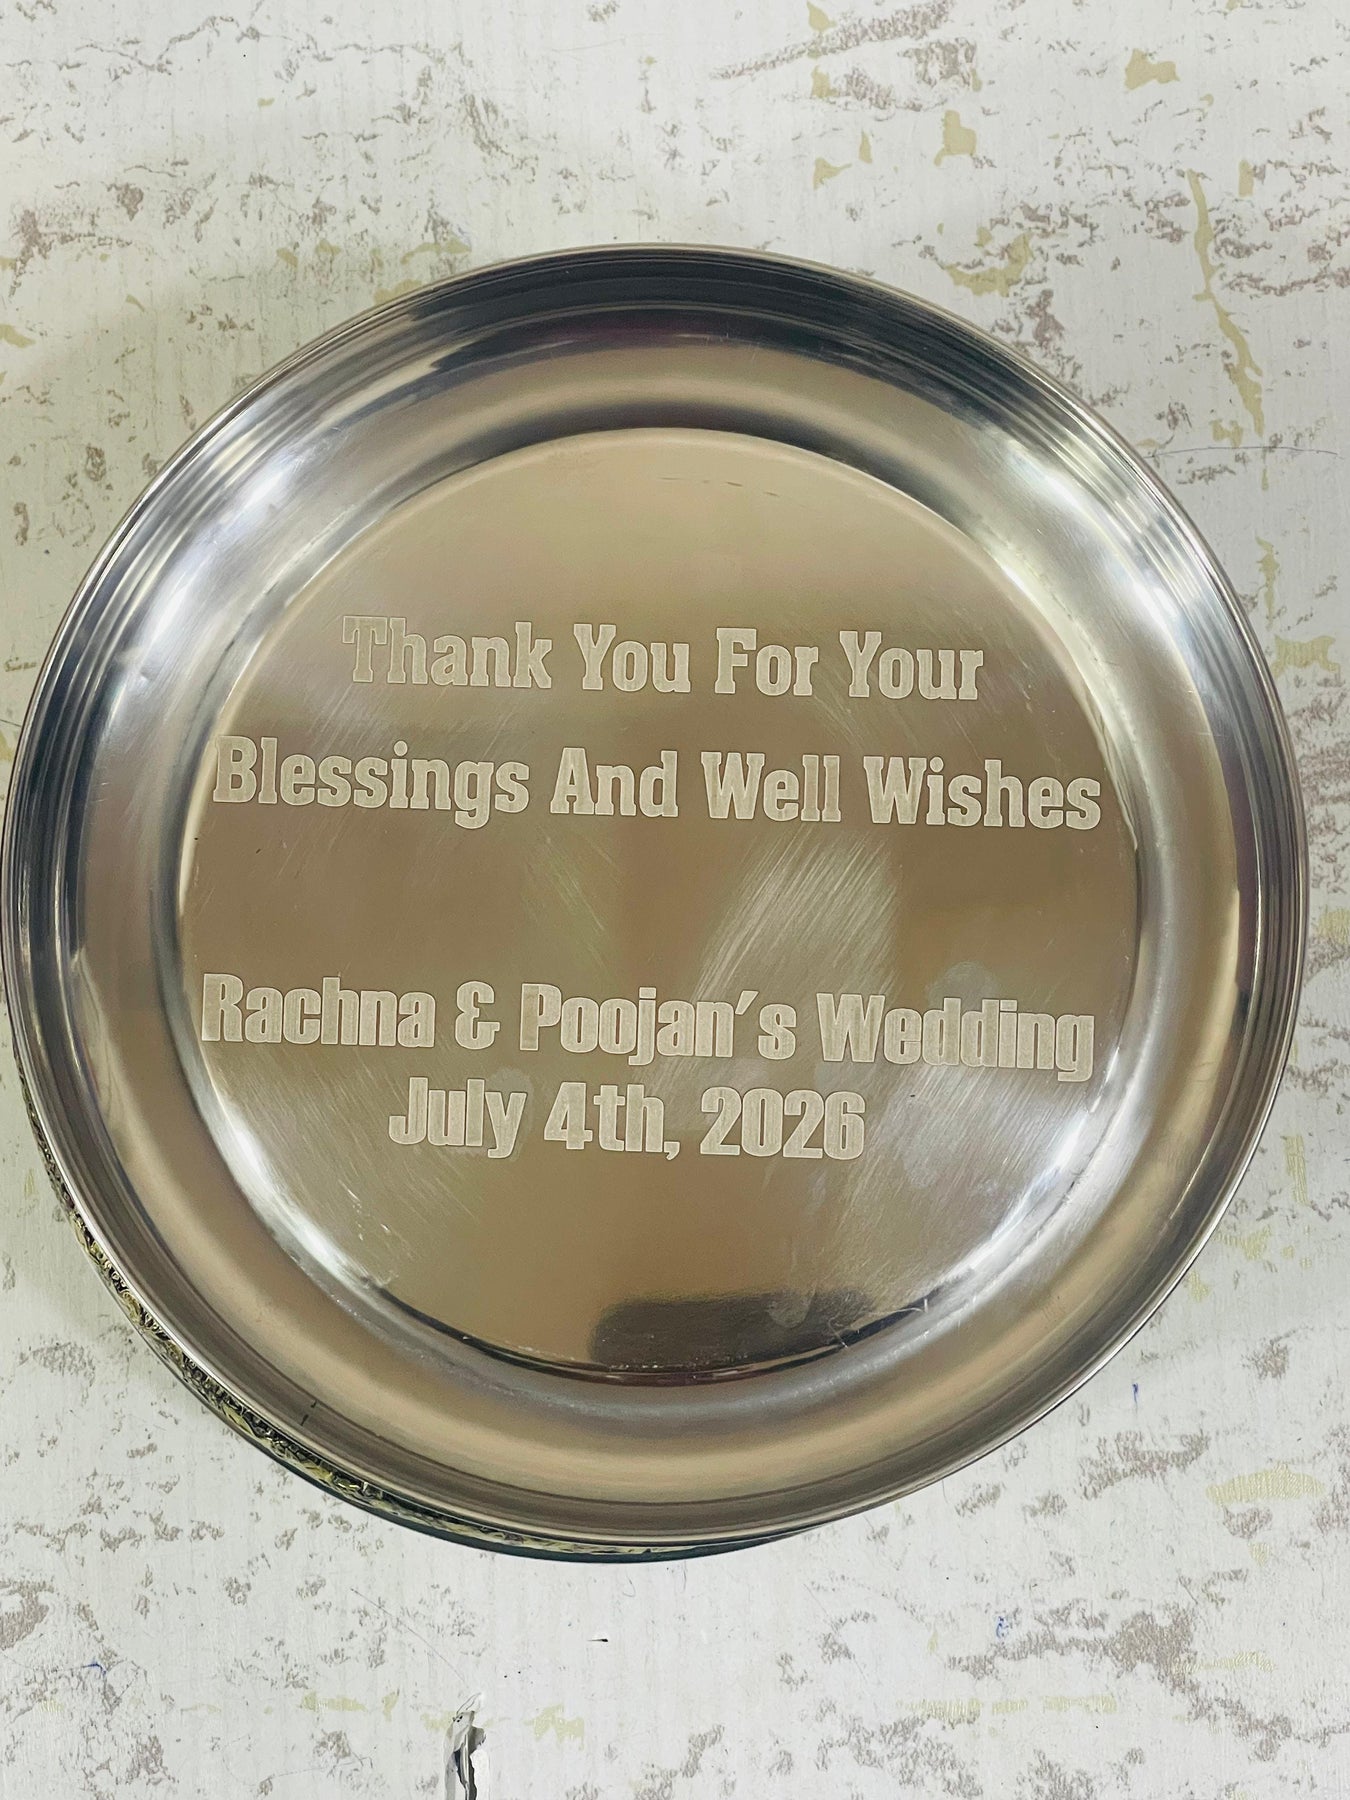 Thank You For Your
Blessings And Well Wishes
Rachna & Poojan's Wedding
July 4th, 2026